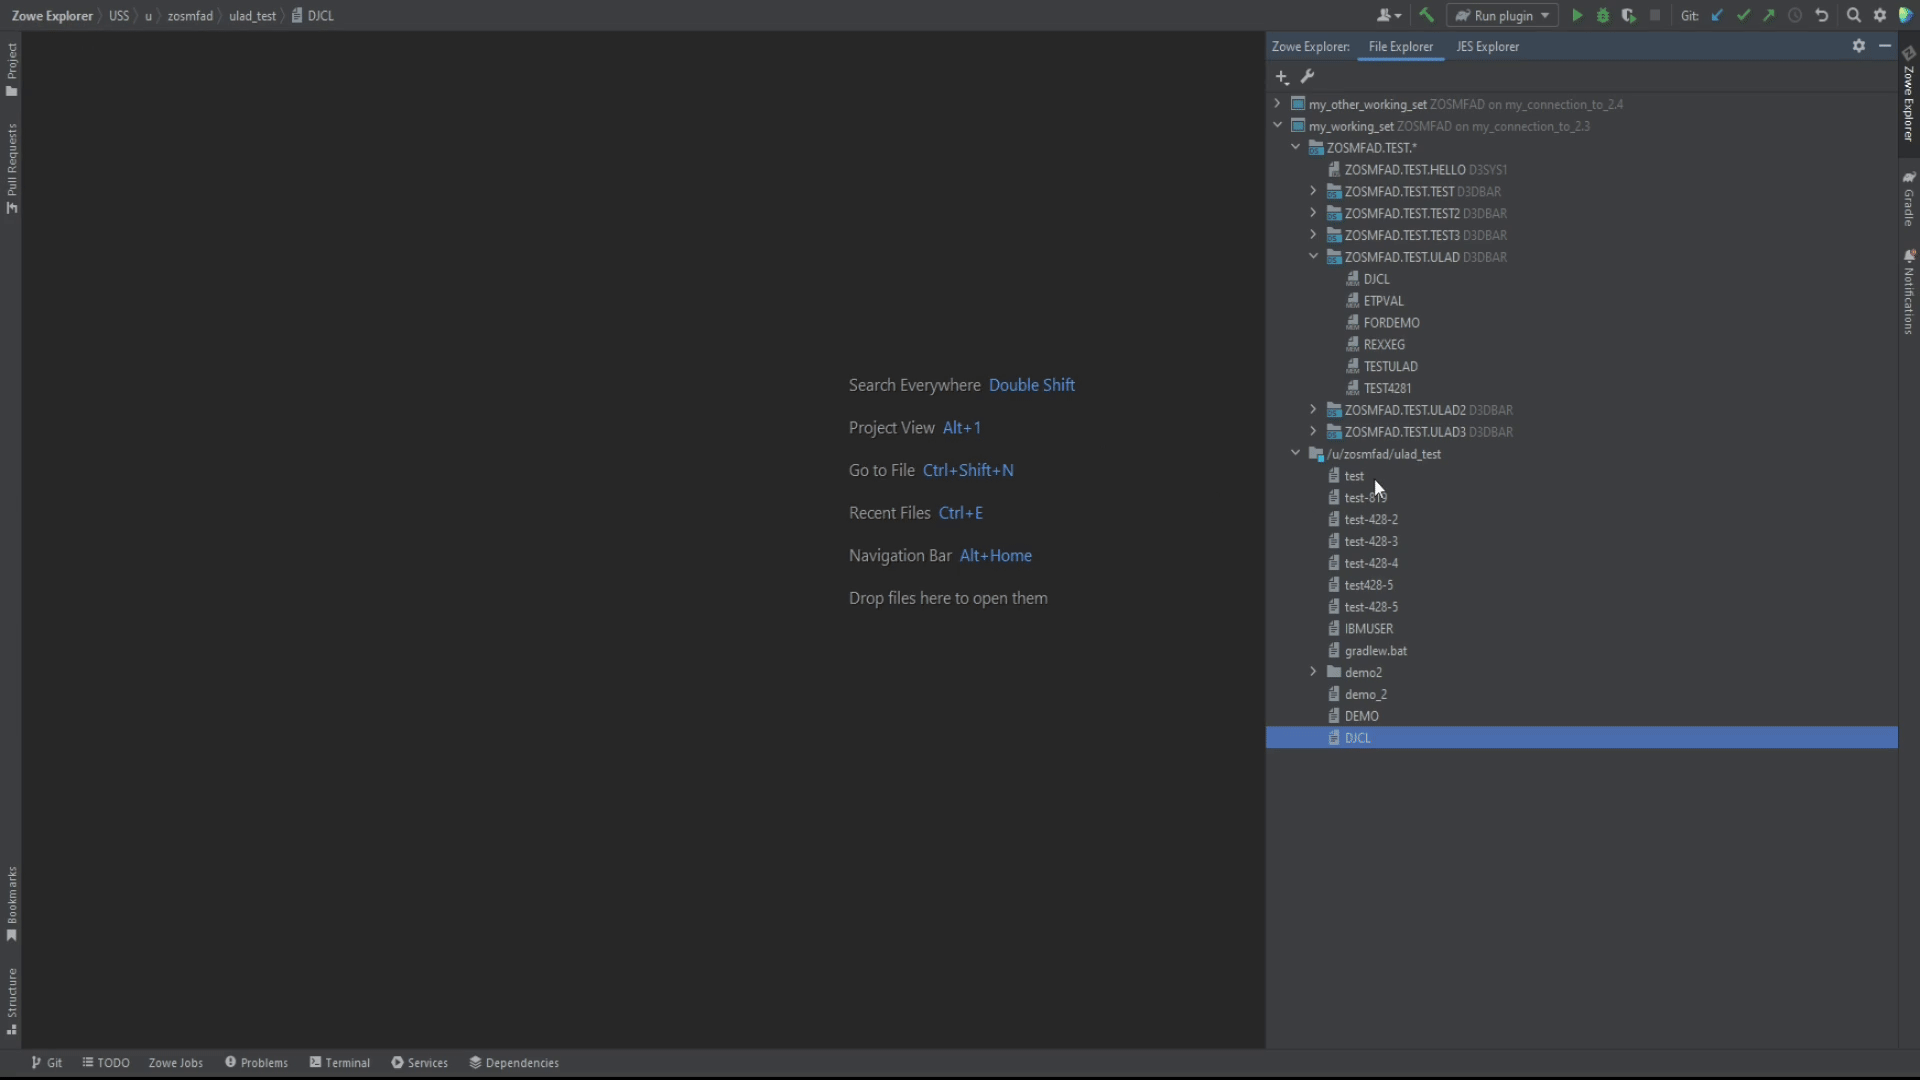 Zowe Explorer
USS
u
zosmfad
ulad_test
DJCL
Run plugin
Git:
Project
Pull Requests
Bookmarks
Structure
Search Everywhere Double Shift
Project View Alt+1
Go to File Ctrl+Shift+N
Recent Files Ctrl+E
Navigation Bar Alt+Home
Drop files here to open them
Zowe Explorer: File Explorer JES Explorer
my_other_working_set ZOSMFAD on my_connection_to_2.4
my_working_set ZOSMFAD on my_connection_to_2.3
ZOSMFAD.TEST.*
ZOSMFAD.TEST.HELLO D3SYS1
ZOSMFAD.TEST.TEST D3DBAR
ZOSMFAD.TEST.TEST2 D3DBAR
ZOSMFAD.TEST.TEST3 D3DBAR
ZOSMFAD.TEST.ULAD D3DBAR
DJCL
ETPVAL
FORDEMO
REXXEG
TESTULAD
TEST4281
ZOSMFAD.TEST.ULAD2 D3DBAR
ZOSMFAD.TEST.ULAD3 D3DBAR
/u/zosmfad/ulad_test
test
test-819
test-428-2
test-428-3
test-428-4
test428-5
test-428-5
IBMUSER
gradlew.bat
demo2
demo_2
DEMO
DJCL
Zowe Explorer
Gradle
Notifications
Git
TODO
Zowe Jobs
Problems
Terminal
Services
Dependencies